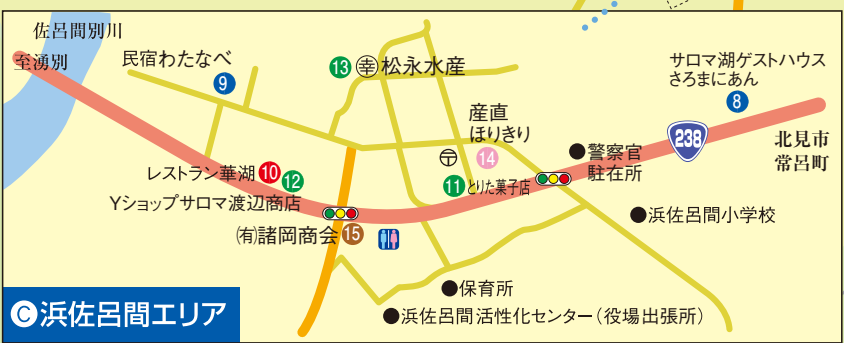 佐呂間別川
至湧別
民宿わたなべ
9
13 幸 松永水産
サロマ湖ゲストハウス
さろまにあん
8
産直
ほりきり
14
238
北見市
常呂町
警察官
駐在所
レストラン華湖 10
12
Yショップサロマ渡辺商店
11 とりた菓子店
浜佐呂間小学校
㈲諸岡商会 15
保育所
浜佐呂間活性化センター(役場出張所)
C 浜佐呂間エリア